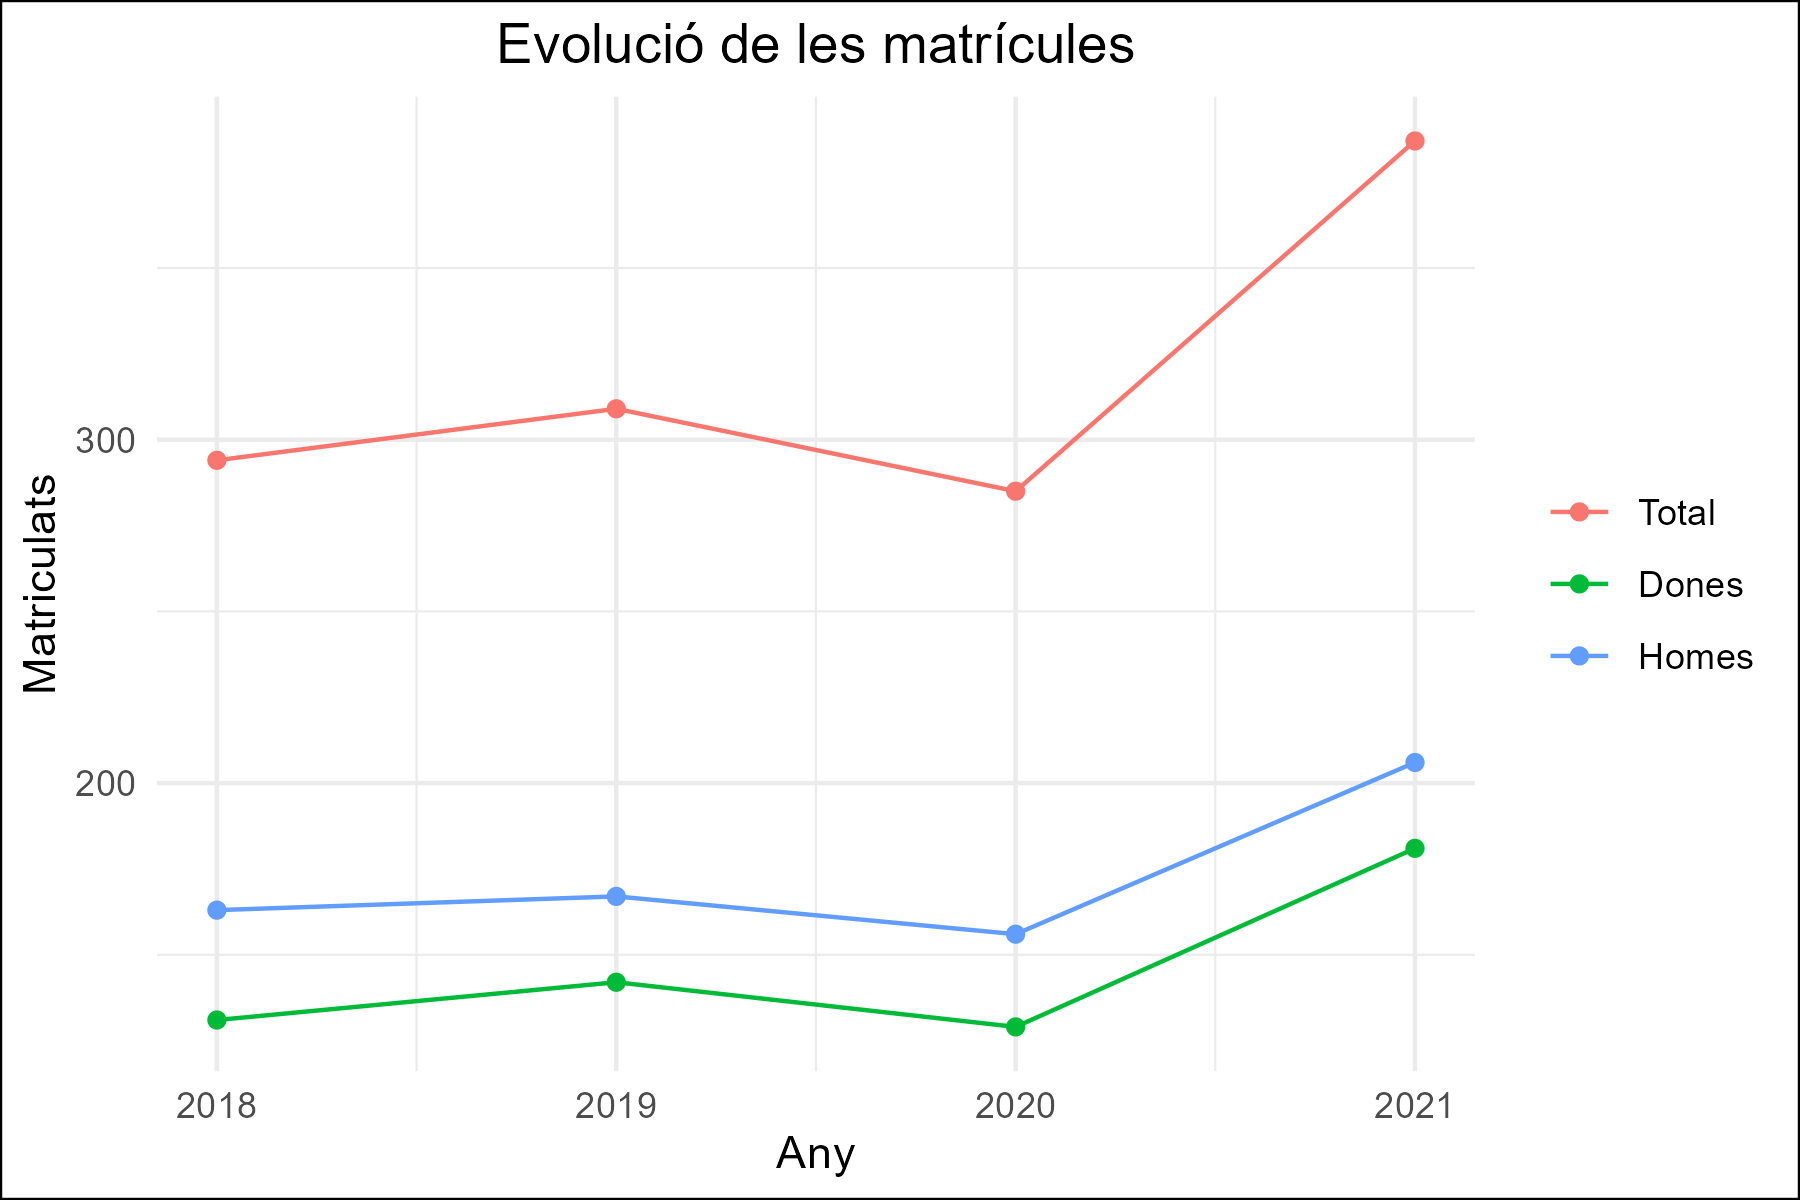 Evolució de les matrícules
Matriculats
300
200
2018
2019
2020
2021
Any
Total
Dones
Homes